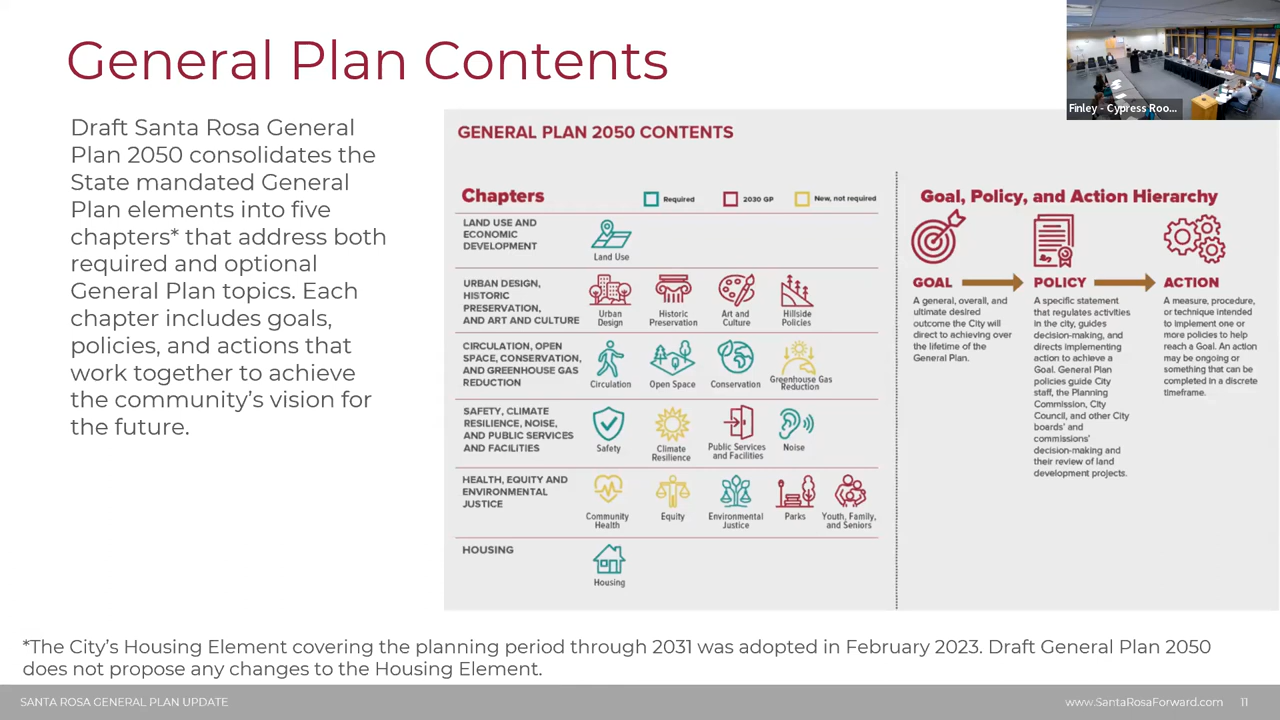 General Plan Contents
Draft Santa Rosa General
Plan 2050 consolidates the
State mandated General
Plan elements into five
chapters* that address both
required and optional
General Plan topics. Each
chapter includes goals,
policies, and actions that
work together to achieve
the community's vision for
the future.
Finley - Cypress Roo...
GENERAL PLAN 2050 CONTENTS
Chapters
Required
2030 GP
New, not required
LAND USE AND
ECONOMIC
DEVELOPMENT
Land Use
URBAN DESIGN,
HISTORIC
PRESERVATION,
AND ART AND CULTURE
Urban
Design
Historic
Preservation
Art and
Culture
Hillside
Policies
CIRCULATION, OPEN
SPACE, CONSERVATION,
AND GREENHOUSE GAS
REDUCTION
Circulation
Open Space
Conservation
Greenhouse Gas
Reduction
SAFETY, CLIMATE
RESILIENCE, NOISE,
AND PUBLIC SERVICES
AND FACILITIES
Safety
Climate
Resilience
Public Services
and Facilities
Noise
HEALTH, EQUITY AND
ENVIRONMENTAL
JUSTICE
Community
Health
Equity
Environmental
Justice
Parks
Youth, Family,
and Seniors
HOUSING
Housing
Goal, Policy, and Action Hierarchy
GOAL
A general, overall, and
ultimate desired
outcome the City will
direct to achieving over
the lifetime of the
General Plan.
POLICY
A specific statement
that regulates activities
in the city, guides
decision-making, and
directs implementing
action to achieve a
Goal. General Plan
policies guide City
staff, the Planning
Commission, City
Council, and other City
boards' and
commissions'
decision-making and
their review of land
development projects.
ACTION
A measure, procedure,
or technique intended
to implement one or
more policies to help
reach a Goal. An action
may be ongoing or
something that can be
completed in a discrete
timeframe.
*The City's Housing Element covering the planning period through 2031 was adopted in February 2023. Draft General Plan 2050
does not propose any changes to the Housing Element.
SANTA ROSA GENERAL PLAN UPDATE
www.SantaRosaForward.com
11